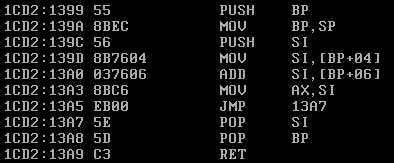 1CD2:1399 55 PUSH BP
1CD2:139A 8BEC MOV BP,SP
1CD2:139C 56 PUSH SI
1CD2:139D 8B7604 MOV SI,[BP+04]
1CD2:13A0 037606 ADD SI,[BP+06]
1CD2:13A3 8BC6 MOV AX,SI
1CD2:13A5 EB00 JMP 13A7
1CD2:13A7 5E POP SI
1CD2:13A8 5D POP BP
1CD2:13A9 C3 RET